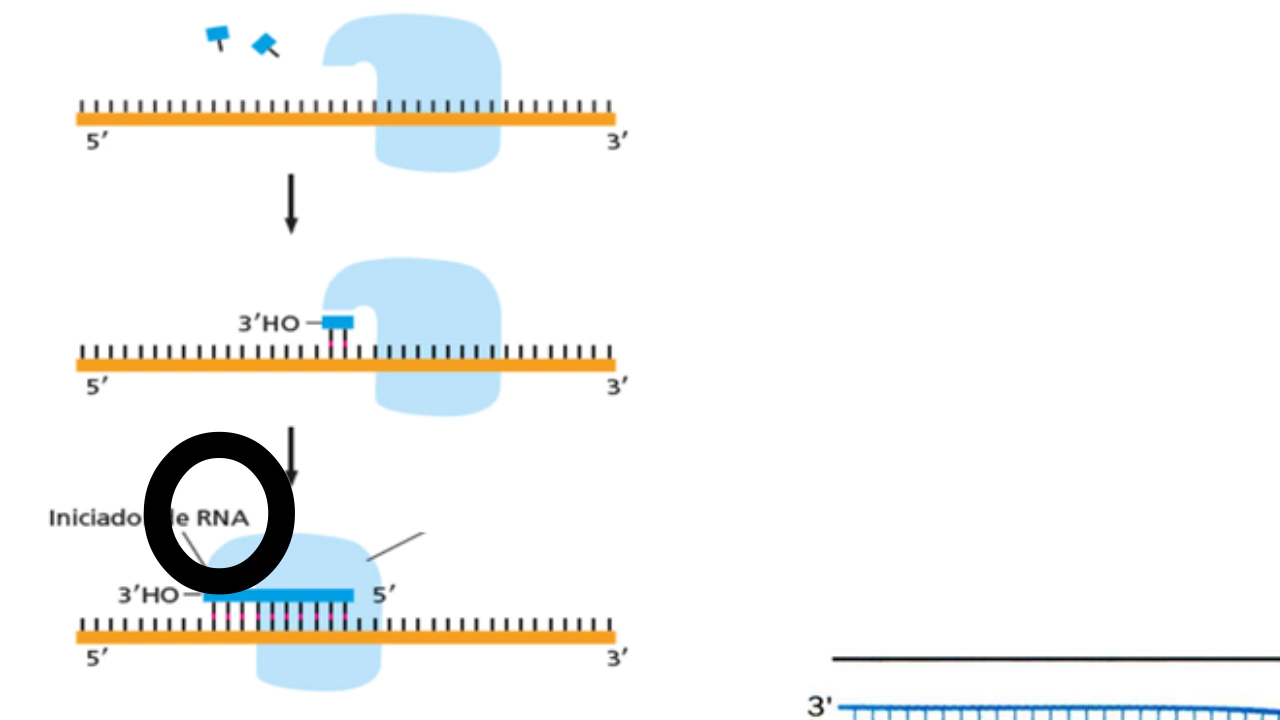 5′ 3′
3′HO
5′ 3′
Iniciado e RNA
3′HO 5′
5′ 3′
3'